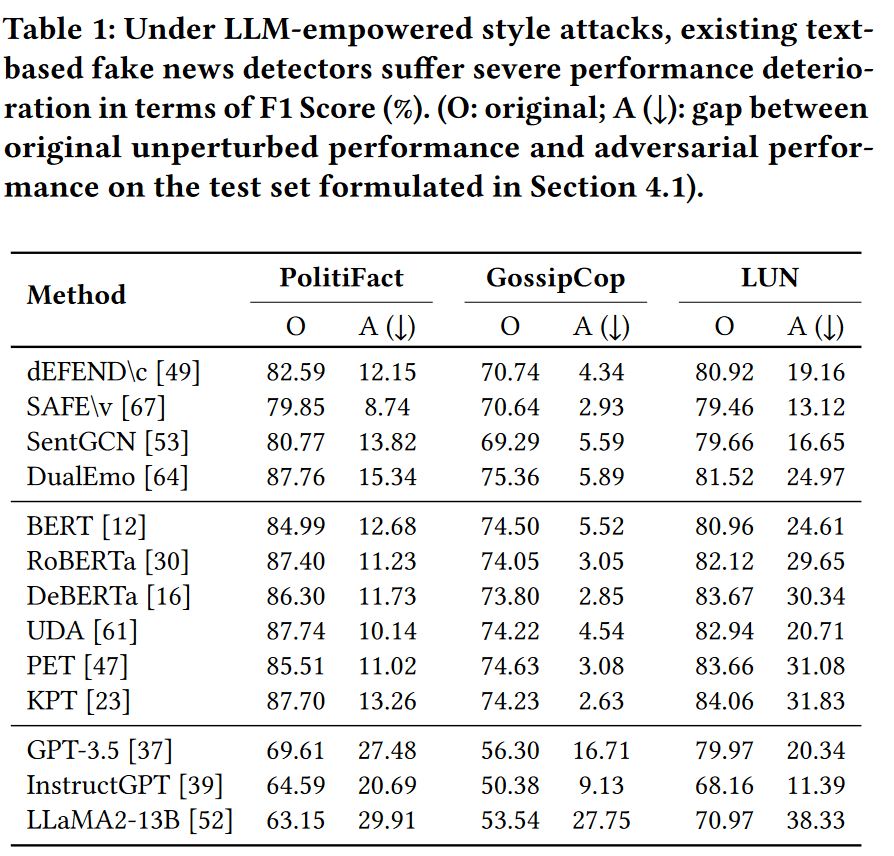 Table 1: Under LLM-empowered style attacks, existing text-
based fake news detectors suffer severe performance deterio-
ration in terms of F1 Score (%). (O: original; A (↓): gap between
original unperturbed performance and adversarial perfor-
mance on the test set formulated in Section 4.1).
Method PolitiFact GossipCop LUN
O A (↓) O A (↓) O A (↓)
dEFEND\c [49] 82.59 12.15 70.74 4.34 80.92 19.16
SAFE\v [67] 79.85 8.74 70.64 2.93 79.46 13.12
SentGCN [53] 80.77 13.82 69.29 5.59 79.66 16.65
DualEmo [64] 87.76 15.34 75.36 5.89 81.52 24.97
BERT [12] 84.99 12.68 74.50 5.52 80.96 24.61
RoBERTa [30] 87.40 11.23 74.05 3.05 82.12 29.65
DeBERTa [16] 86.30 11.73 73.80 2.85 83.67 30.34
UDA [61] 87.74 10.14 74.22 4.54 82.94 20.71
PET [47] 85.51 11.02 74.63 3.08 83.66 31.08
KPT [23] 87.70 13.26 74.23 2.63 84.06 31.83
GPT-3.5 [37] 69.61 27.48 56.30 16.71 79.97 20.34
InstructGPT [39] 64.59 20.69 50.38 9.13 68.16 11.39
LLaMA2-13B [52] 63.15 29.91 53.54 27.75 70.97 38.33